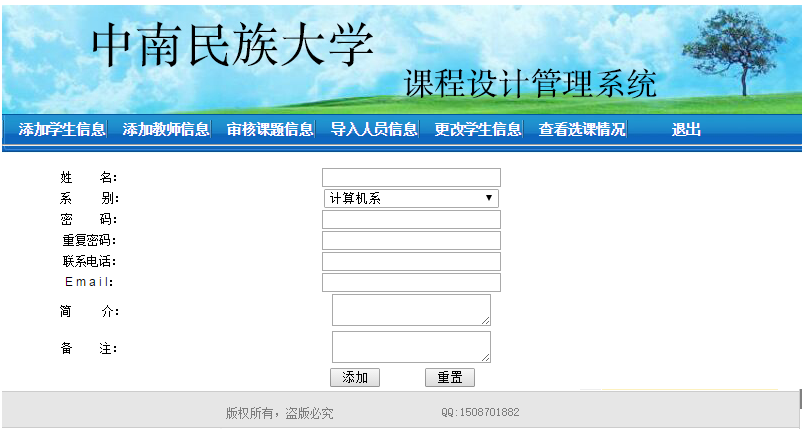 中南民族大学
课程设计管理系统
添加学生信息 添加教师信息 审核课题信息 导入人员信息 更改学生信息 查看选课情况 退出
姓 名:
系 别: 计算机系
密 码:
重复密码:
联系电话:
Email:
简 介:
备 注:
添加 重置
版权所有，盗版必究 QQ:1508701882